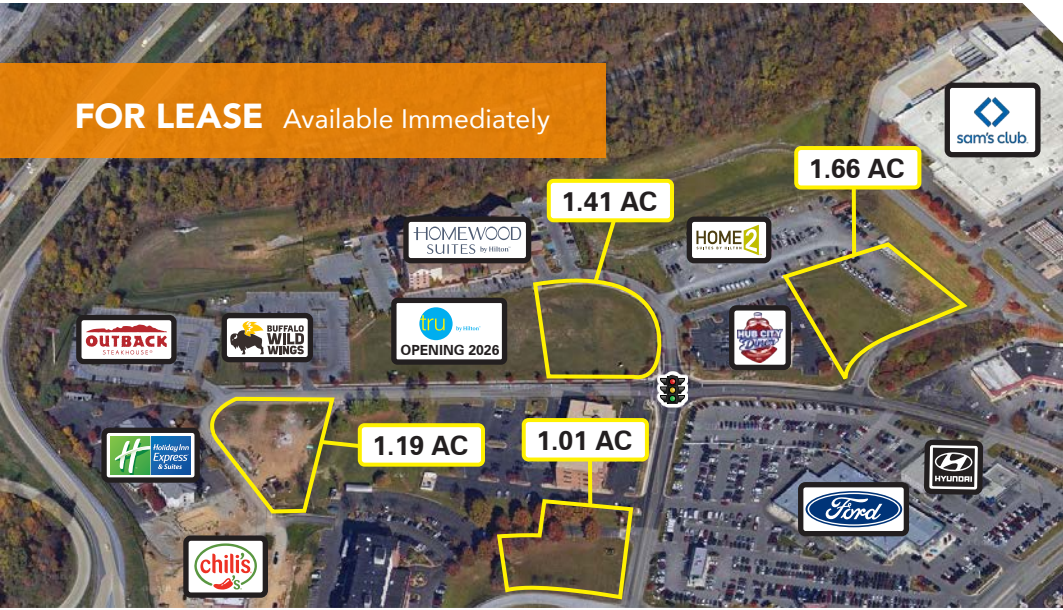 FOR LEASE Available Immediately
sam's club.
1.66 AC
1.41 AC
HOMEWOOD
SUITES by Hilton
HOME2
SUITES BY HILTON
tru by Hilton
OPENING 2026
OUTBACK
STEAKHOUSE
BUFFALO
WILD
WINGS
HUB CITY
Diner
1.19 AC
1.01 AC
H Holiday Inn
Express
& Suites
HYUNDAI
Ford
chili's